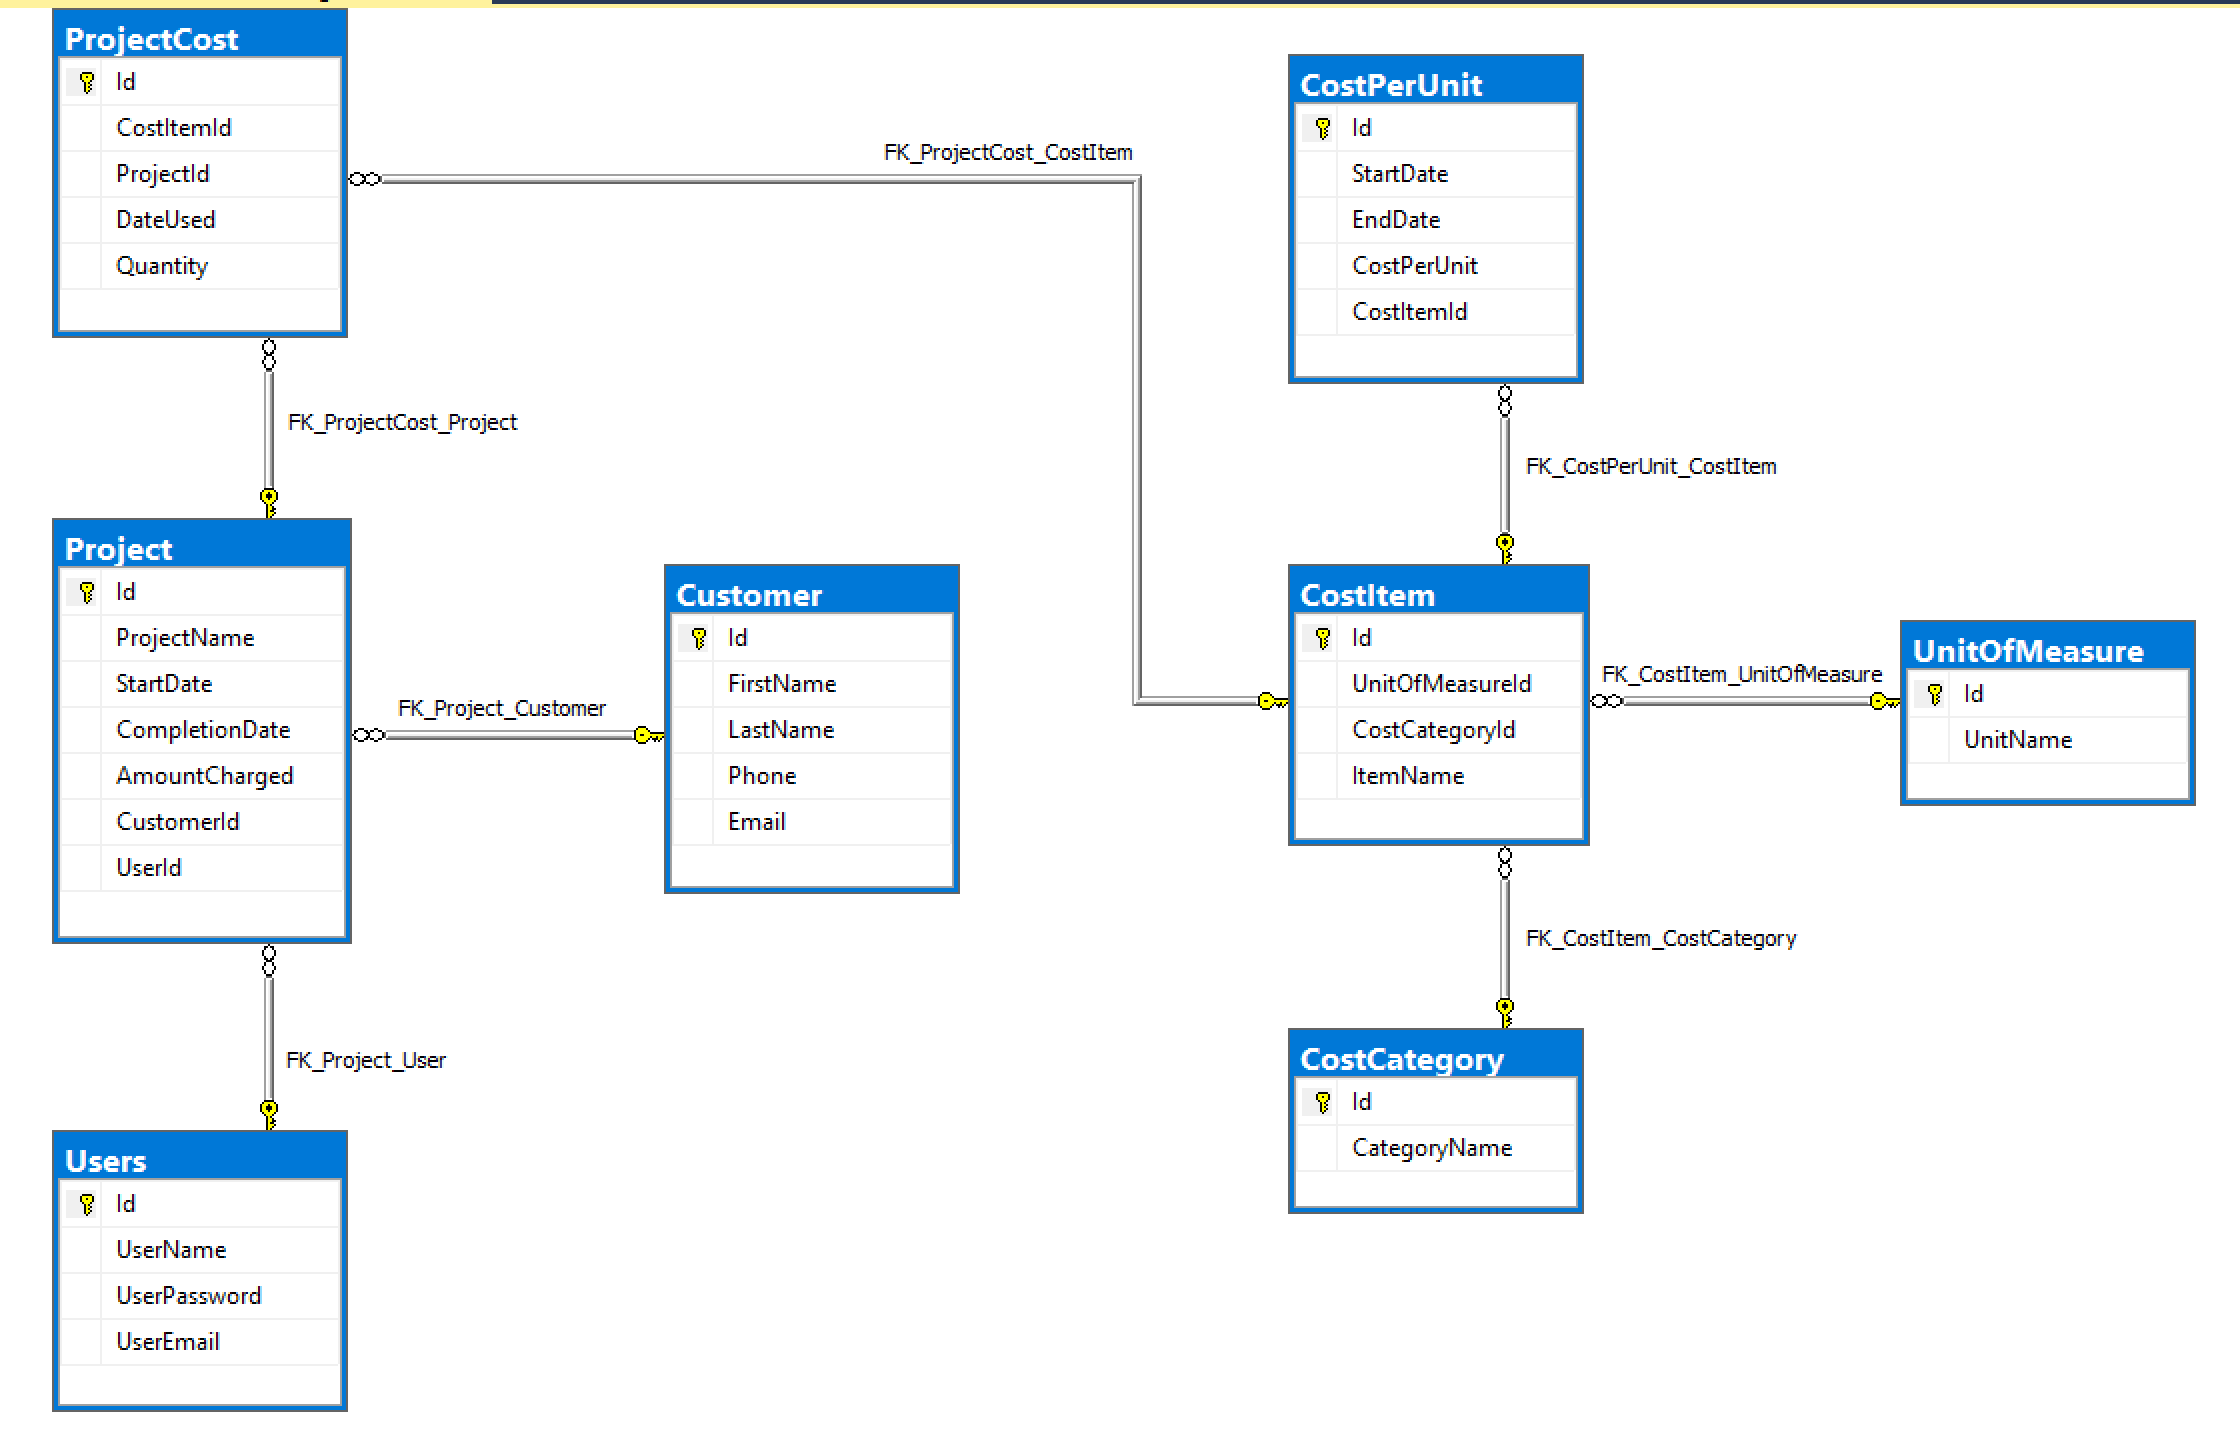 ProjectCost
Id
CostItemId
ProjectId
DateUsed
Quantity
FK_ProjectCost_CostItem
CostPerUnit
Id
StartDate
EndDate
CostPerUnit
CostItemId
FK_ProjectCost_Project
FK_CostPerUnit_CostItem
Project
Id
ProjectName
StartDate
CompletionDate
AmountCharged
CustomerId
UserId
FK_Project_Customer
Customer
Id
FirstName
LastName
Phone
Email
CostItem
Id
UnitOfMeasureId
CostCategoryId
ItemName
FK_CostItem_UnitOfMeasure
UnitOfMeasure
Id
UnitName
FK_Project_User
FK_CostItem_CostCategory
Users
Id
UserName
UserPassword
UserEmail
CostCategory
Id
CategoryName